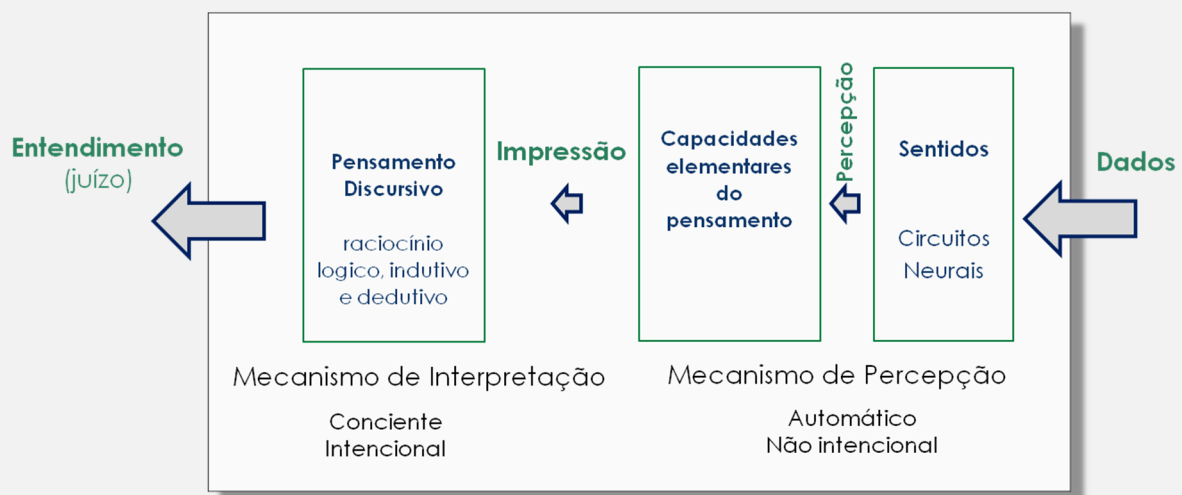 Entendimento
(juízo)
Pensamento
Discursivo
raciocínio
logico, indutivo
e dedutivo
Impressão
Capacidades
elementares
do
pensamento
Percepção
Sentidos
Circuitos
Neurais
Dados
Mecanismo de Interpretação
Conciente
Intencional
Mecanismo de Percepção
Automático
Não intencional